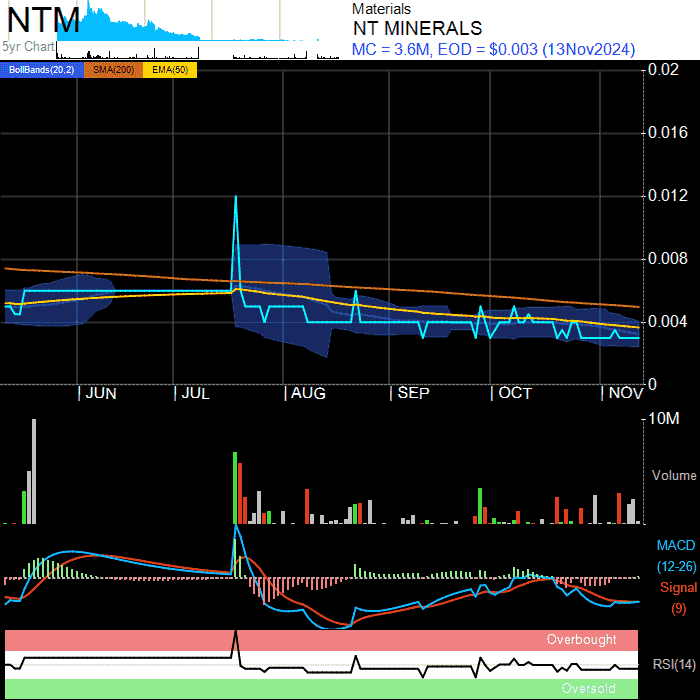 NTM
5yr Chart
Materials
NT MINERALS
MC = 3.6M, EOD = $0.003 (13Nov2024)
BollBands(20,2) SMA(200) EMA(50)
0.02
0.016
0.012
0.008
0.004
0
| JUN | JUL | AUG | SEP | OCT | NOV
10M
Volume
MACD
(12-26)
Signal
(9)
Overbought
RSI(14)
Oversold